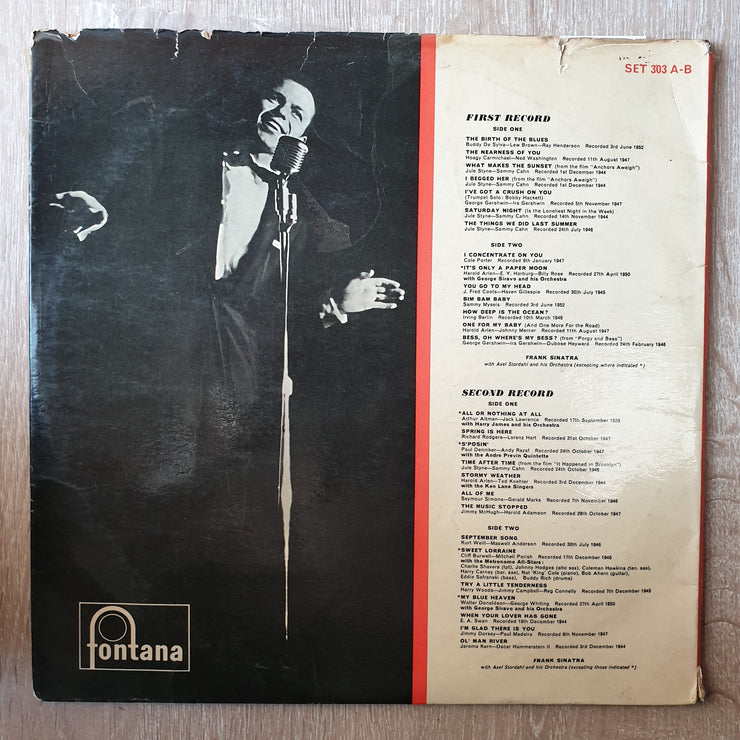 SET 303 A-B
FIRST RECORD
SIDE ONE
THE BIRTH OF THE BLUES
Buddy De Sylva—Lew Brown—Ray Henderson Recorded 3rd June 1952
THE NEARNESS OF YOU
Hoagy Carmichael—Ned Washington Recorded 11th August 1947
WHAT MAKES THE SUNSET (from the film "Anchors Aweigh")
Jule Styne—Sammy Cahn Recorded 1st December 1944
I BEGGED HER (from the film "Anchors Aweigh")
Jule Styne—Sammy Cahn Recorded 1st December 1944
I'VE GOT A CRUSH ON YOU
(Trumpet Solo: Bobby Hackett)
George Gershwin—Ira Gershwin Recorded 5th November 1947
SATURDAY NIGHT (Is the Loneliest Night in the Week)
Jule Styne—Sammy Cahn Recorded 14th November 1944
THE THINGS WE DID LAST SUMMER
Jule Styne—Sammy Cahn Recorded 24th July 1946
SIDE TWO
I CONCENTRATE ON YOU
Cole Porter Recorded 9th January 1947
*IT'S ONLY A PAPER MOON
Harold Arlen—E. Y. Harburg—Billy Rose Recorded 27th April 1950
with George Siravo and his Orchestra
YOU GO TO MY HEAD
J. Fred Coots—Haven Gillespie Recorded 30th July 1945
BIM BAM BABY
Sammy Mysels Recorded 3rd June 1952
HOW DEEP IS THE OCEAN?
Irving Berlin Recorded 10th March 1946
ONE FOR MY BABY (And One More For the Road)
Harold Arlen—Johnny Mercer Recorded 11th August 1947
BESS, OH WHERE'S MY BESS? (from "Porgy and Bess")
George Gershwin—Ira Gershwin—Dubose Heyward Recorded 24th February 1946
FRANK SINATRA
with Axel Stordahl and his Orchestra (excepting where indicated *)
SECOND RECORD
SIDE ONE
*ALL OR NOTHING AT ALL
Arthur Altman—Jack Lawrence Recorded 17th September 1939
with Harry James and his Orchestra
SPRING IS HERE
Richard Rodgers—Lorenz Hart Recorded 31st October 1947
*S'POSIN'
Paul Denniker—Andy Razaf Recorded 24th October 1947
with the Andre Previn Quintette
TIME AFTER TIME (from the film "It Happened in Brooklyn")
Jule Styne—Sammy Cahn Recorded 24th October 1946
STORMY WEATHER
Harold Arlen—Ted Koehler Recorded 3rd December 1944
with the Ken Lane Singers
ALL OF ME
Seymour Simons—Gerald Marks Recorded 7th November 1946
THE MUSIC STOPPED
Jimmy McHugh—Harold Adamson Recorded 29th October 1947
SIDE TWO
SEPTEMBER SONG
Kurt Weill—Maxwell Anderson Recorded 30th July 1946
*SWEET LORRAINE
Cliff Burwell—Mitchell Parish Recorded 17th December 1946
with the Metronome All-Stars:
Charlie Shavers (tpt), Johnny Hodges (alto sax), Coleman Hawkins (ten. sax),
Harry Carney (bar. sax), Nat 'King' Cole (piano), Bob Ahern (guitar),
Eddie Safranski (bass), Buddy Rich (drums)
TRY A LITTLE TENDERNESS
Harry Woods—Jimmy Campbell—Reg Connelly Recorded 7th December 1945
*MY BLUE HEAVEN
Walter Donaldson—George Whiting Recorded 27th April 1950
with George Siravo and his Orchestra
WHEN YOUR LOVER HAS GONE
E. A. Swan Recorded 19th December 1944
I'M GLAD THERE IS YOU
Jimmy Dorsey—Paul Madeira Recorded 9th November 1947
OL' MAN RIVER
Jerome Kern—Oscar Hammerstein II Recorded 3rd December 1944
FRANK SINATRA
with Axel Stordahl and his Orchestra (excepting those indicated *)
fontana